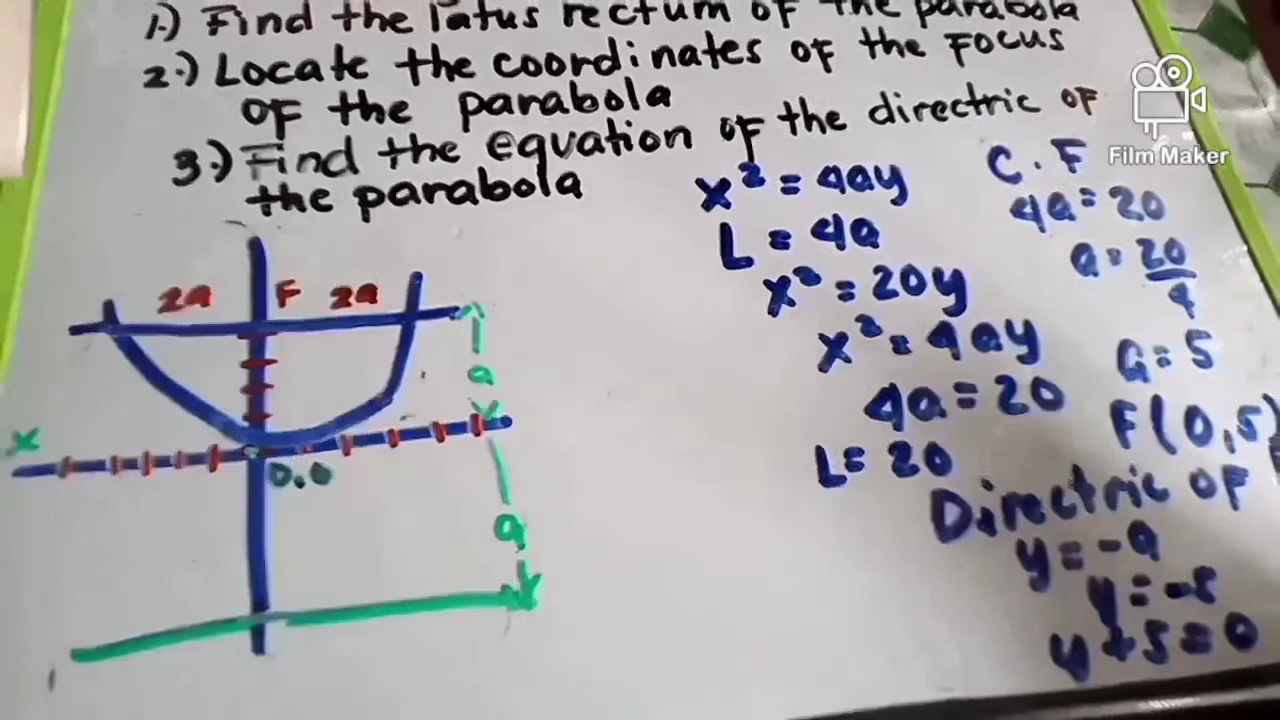 1.) Find the latus rectum of the parabola
2.) Locate the coordinates of the Focus
of the parabola
3.) Find the equation of the directric of
the parabola
x² = 4ay
L = 4a
x² = 20y
x² = 4ay
4a = 20
L = 20
C.F
4a = 20
a = 20/4
a = 5
F(0,5)
Directric of
y = -a
y = -5
y + 5 = 0
2a F 2a
a
x
0.0
a
Film Maker